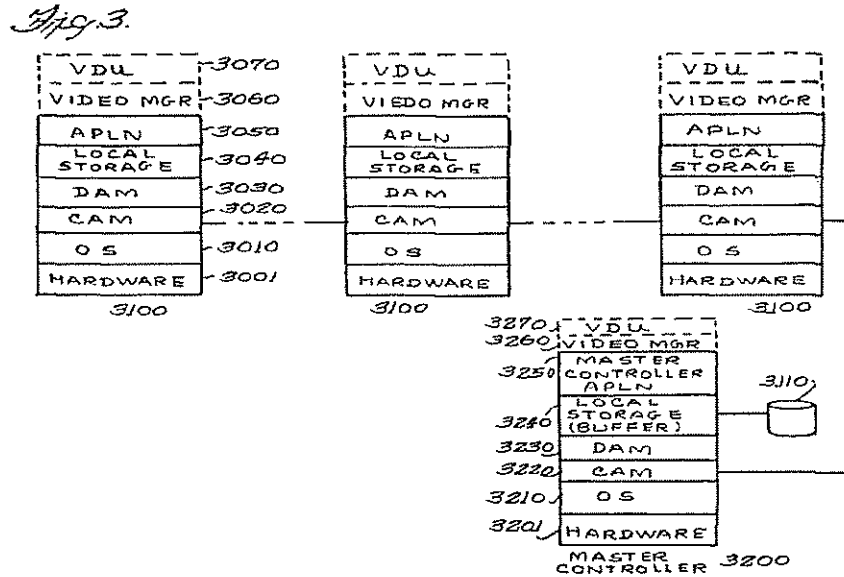 Fig. 3.
VDU 3070 VDU VDU
VIDEO MGR 3060 VIEDO MGR VIDEO MGR
APLN 3050 APLN APLN
LOCAL STORAGE 3040 LOCAL STORAGE LOCAL STORAGE
DAM 3030 DAM DAM
CAM 3020 CAM CAM
OS 3010 OS OS
HARDWARE 3001 HARDWARE HARDWARE
3100 3100 3100
3270 VDU
3260 VIDEO MGR
3250 MASTER
CONTROLLER
APLN
3240 LOCAL
STORAGE
(BUFFER)
3110
3230 DAM
3220 CAM
3210 OS
3201 HARDWARE
MASTER
CONTROLLER 3200